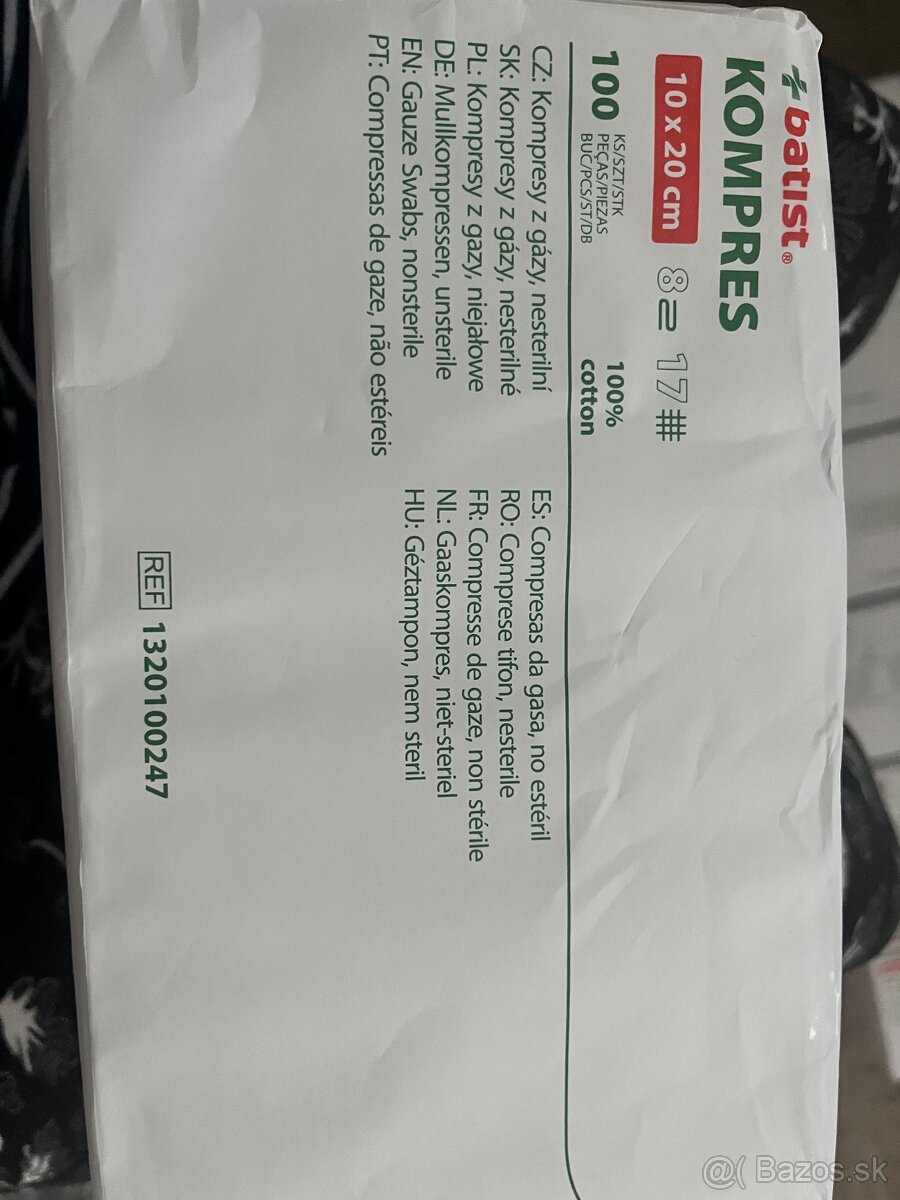 batist®
KOMPRES
10 x 20 cm 8 17
100 KS/SZT/STK
PEÇAS/PIEZAS
BUC/PCS/ST/DB
100%
cotton
CZ: Kompresy z gázy, nesterilní
SK: Kompresy z gázy, nesterilné
PL: Kompresy z gazy, niejałowe
DE: Mullkompressen, unsterile
EN: Gauze Swabs, nonsterile
PT: Compressas de gaze, não estéreis
ES: Compresas da gasa, no estéril
RO: Comprese tifon, nesterile
FR: Compresse de gaze, non stérile
NL: Gaaskompres, niet-steriel
HU: Géztampon, nem steril
REF 1320100247
@( Bazos.sk